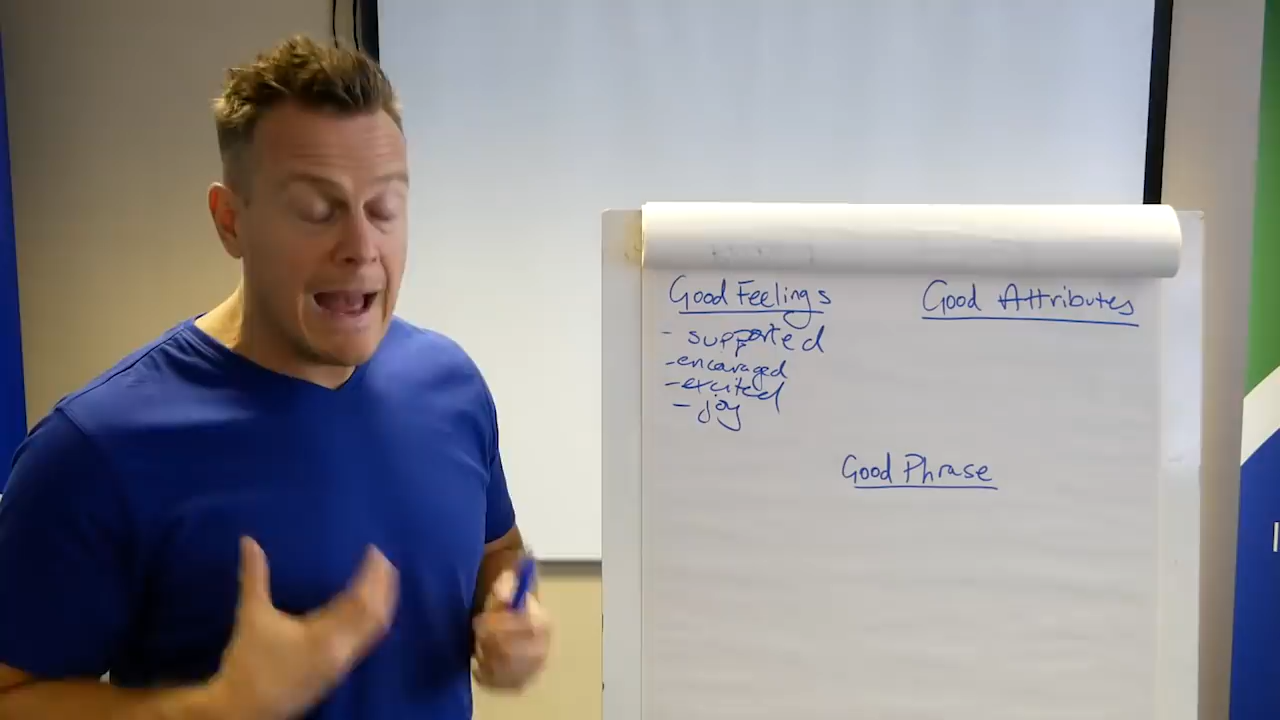 Good Feelings
- supported
- encouraged
- excited
- joy
Good Attributes
Good Phrase